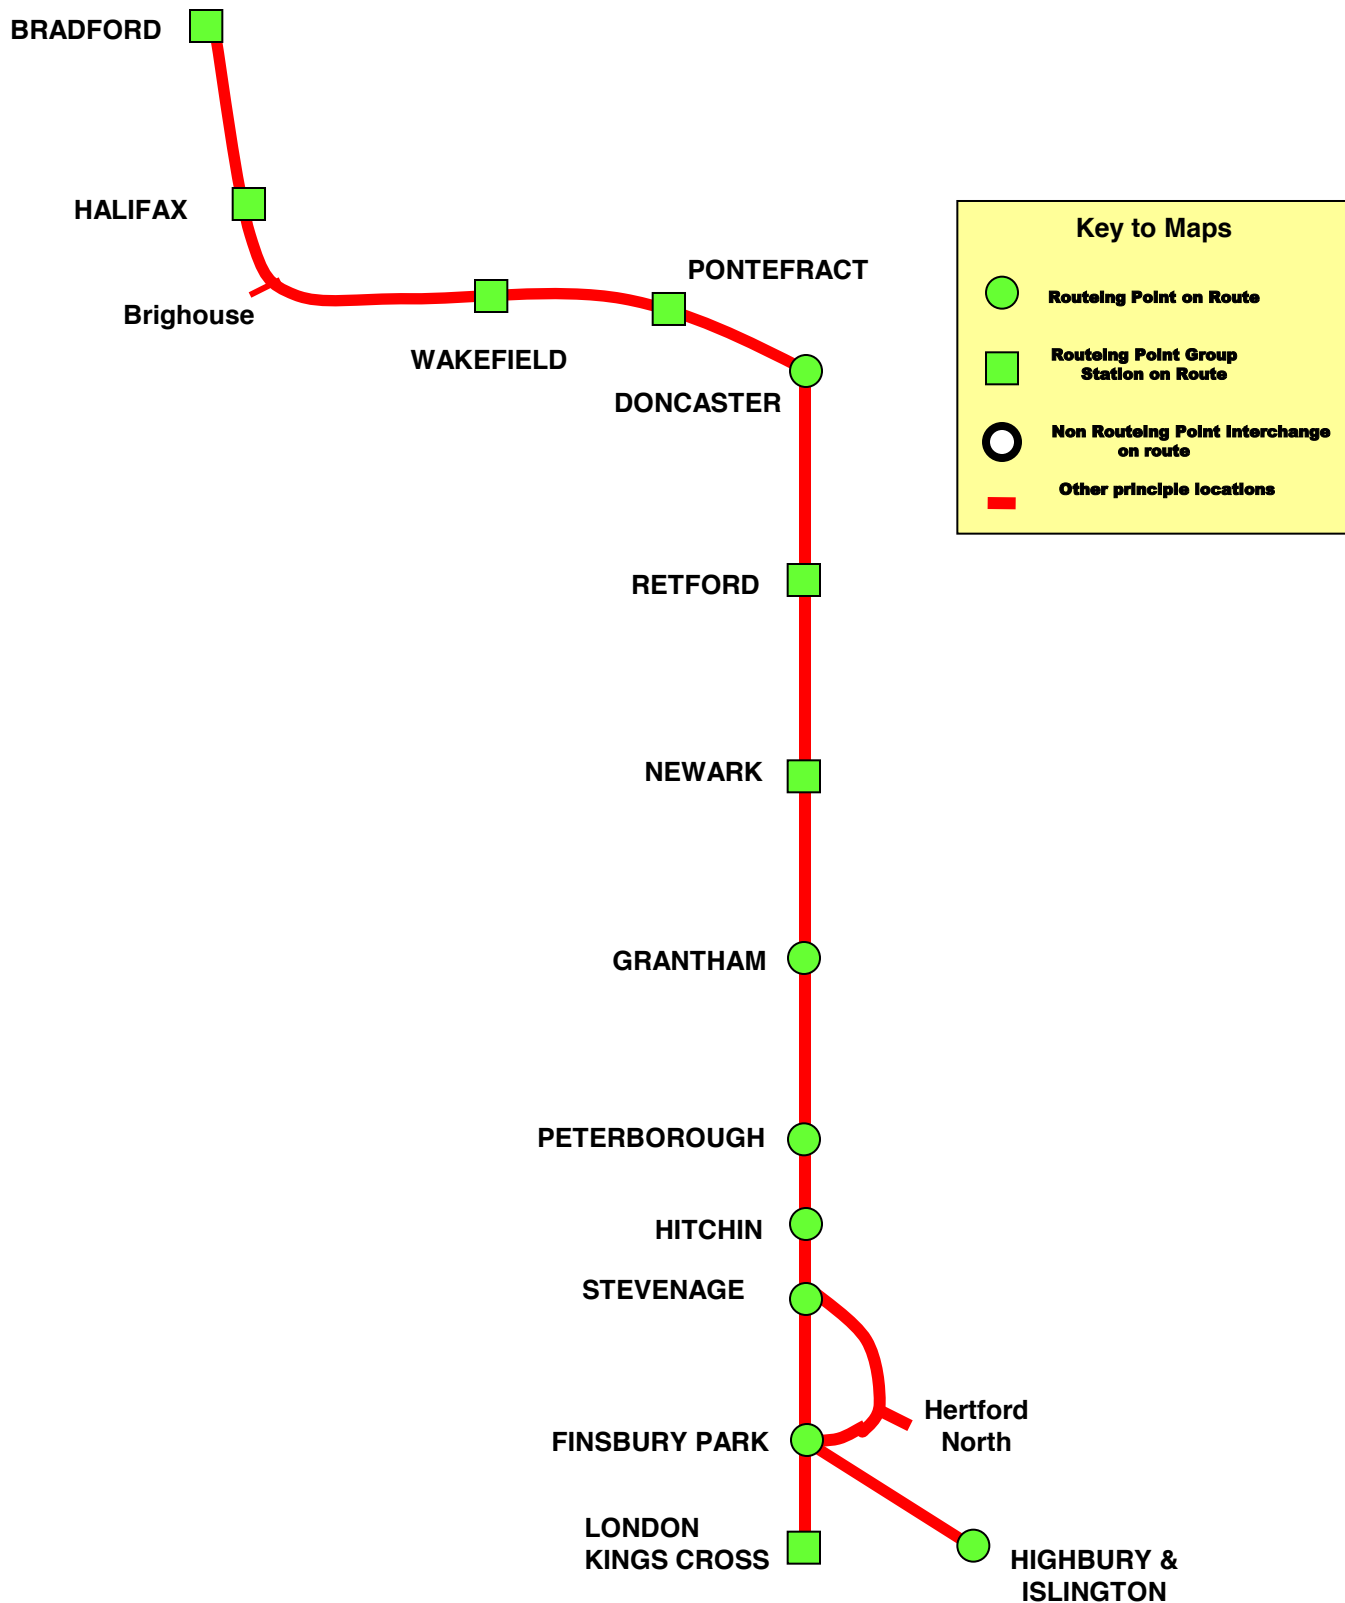 BRADFORD
HALIFAX
Brighouse
WAKEFIELD
PONTEFRACT
DONCASTER
Key to Maps
Routeing Point on Route
Routeing Point Group
Station on Route
Non Routeing Point Interchange
on route
Other principle locations
RETFORD
NEWARK
GRANTHAM
PETERBOROUGH
HITCHIN
STEVENAGE
Hertford
North
FINSBURY PARK
LONDON
KINGS CROSS
HIGHBURY &
ISLINGTON